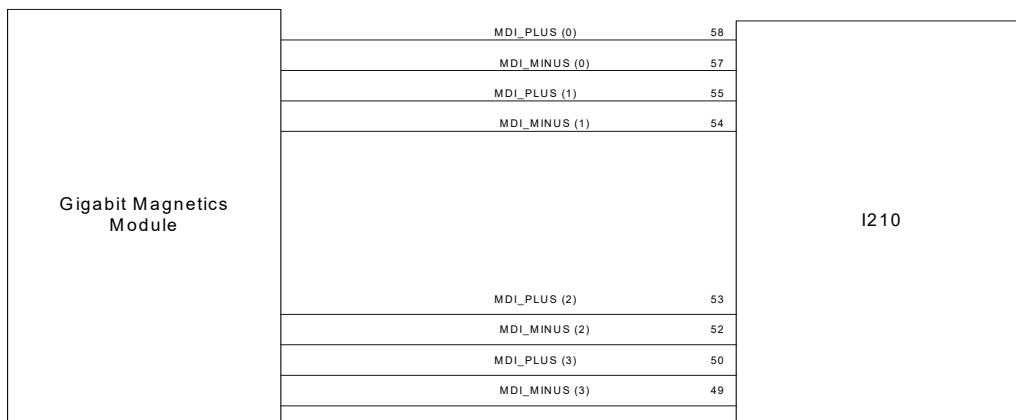 MDI_PLUS (0) 58
MDI_MINUS (0) 57
MDI_PLUS (1) 55
MDI_MINUS (1) 54
Gigabit Magnetics
Module
I210
MDI_PLUS (2) 53
MDI_MINUS (2) 52
MDI_PLUS (3) 50
MDI_MINUS (3) 49